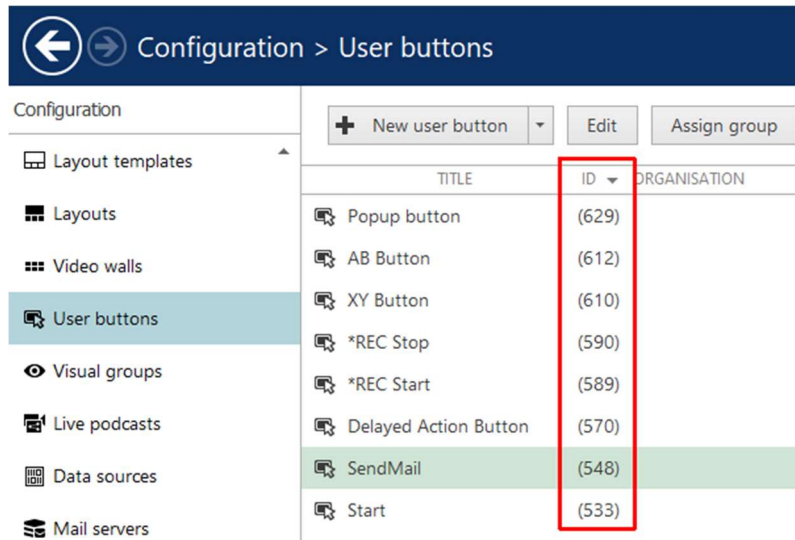 Configuration > User buttons
Configuration
Layout templates
Layouts
Video walls
User buttons
Visual groups
Live podcasts
Data sources
Mail servers
New user button Edit Assign group
TITLE ID ORGANISATION
Popup button (629)
AB Button (612)
XY Button (610)
*REC Stop (590)
*REC Start (589)
Delayed Action Button (570)
SendMail (548)
Start (533)